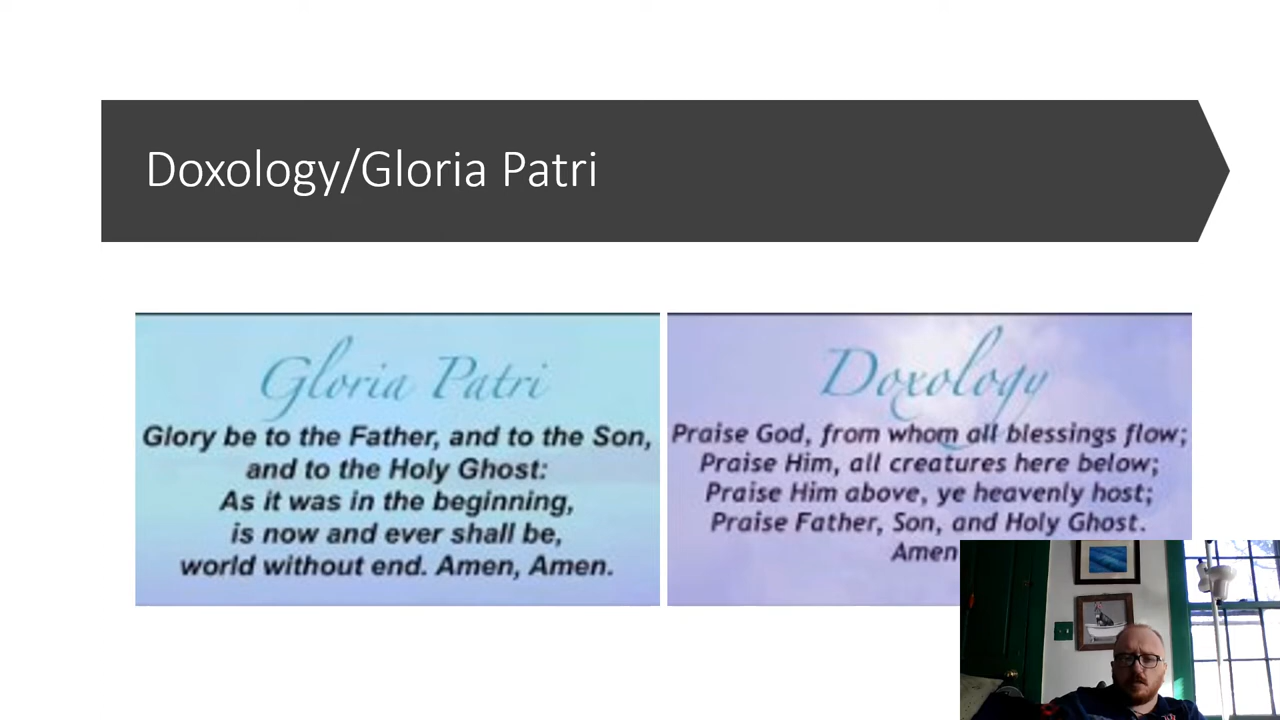 Doxology/Gloria Patri
Gloria Patri
Glory be to the Father, and to the Son,
and to the Holy Ghost:
As it was in the beginning,
is now and ever shall be,
world without end. Amen, Amen.
Doxology
Praise God, from whom all blessings flow;
Praise Him, all creatures here below;
Praise Him above, ye heavenly host;
Praise Father, Son, and Holy Ghost.
Amen